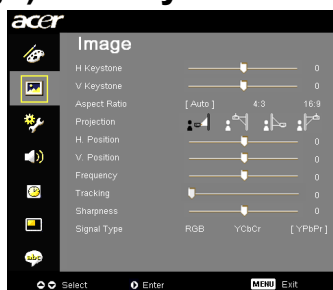 acer
Image
H Keystone 0
V Keystone 0
Aspect Ratio [ Auto ] 4:3 16:9
Projection
H. Position 0
V. Position 0
Frequency 0
Tracking 0
Sharpness 0
Signal Type RGB YCbCr [ YPbPr ]
abc
Select Enter MENU Exit